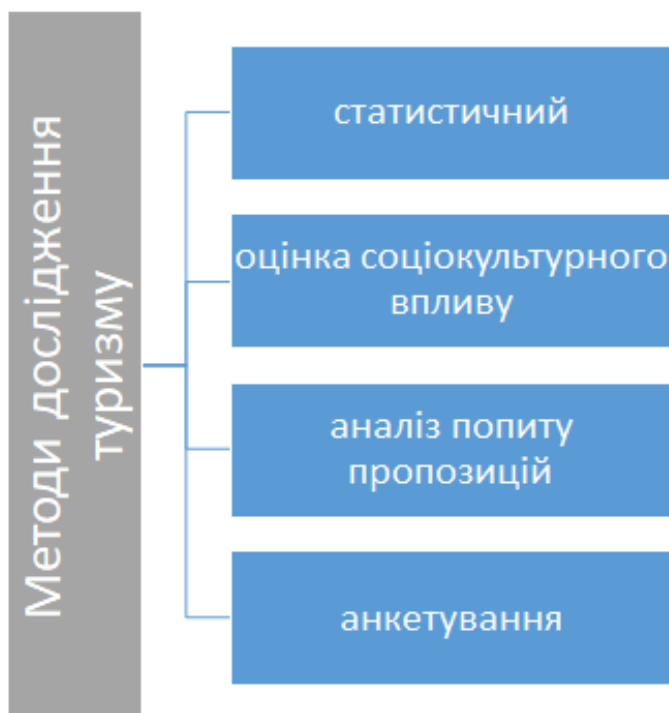 Методи дослідження
туризму
статистичний
оцінка соціокультурного
впливу
аналіз попиту
пропозицій
анкетування